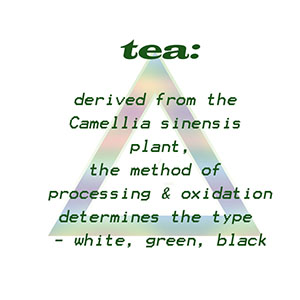 tea:
derived from the
Camellia sinensis
plant,
the method of
processing & oxidation
determines the type
- white, green, black